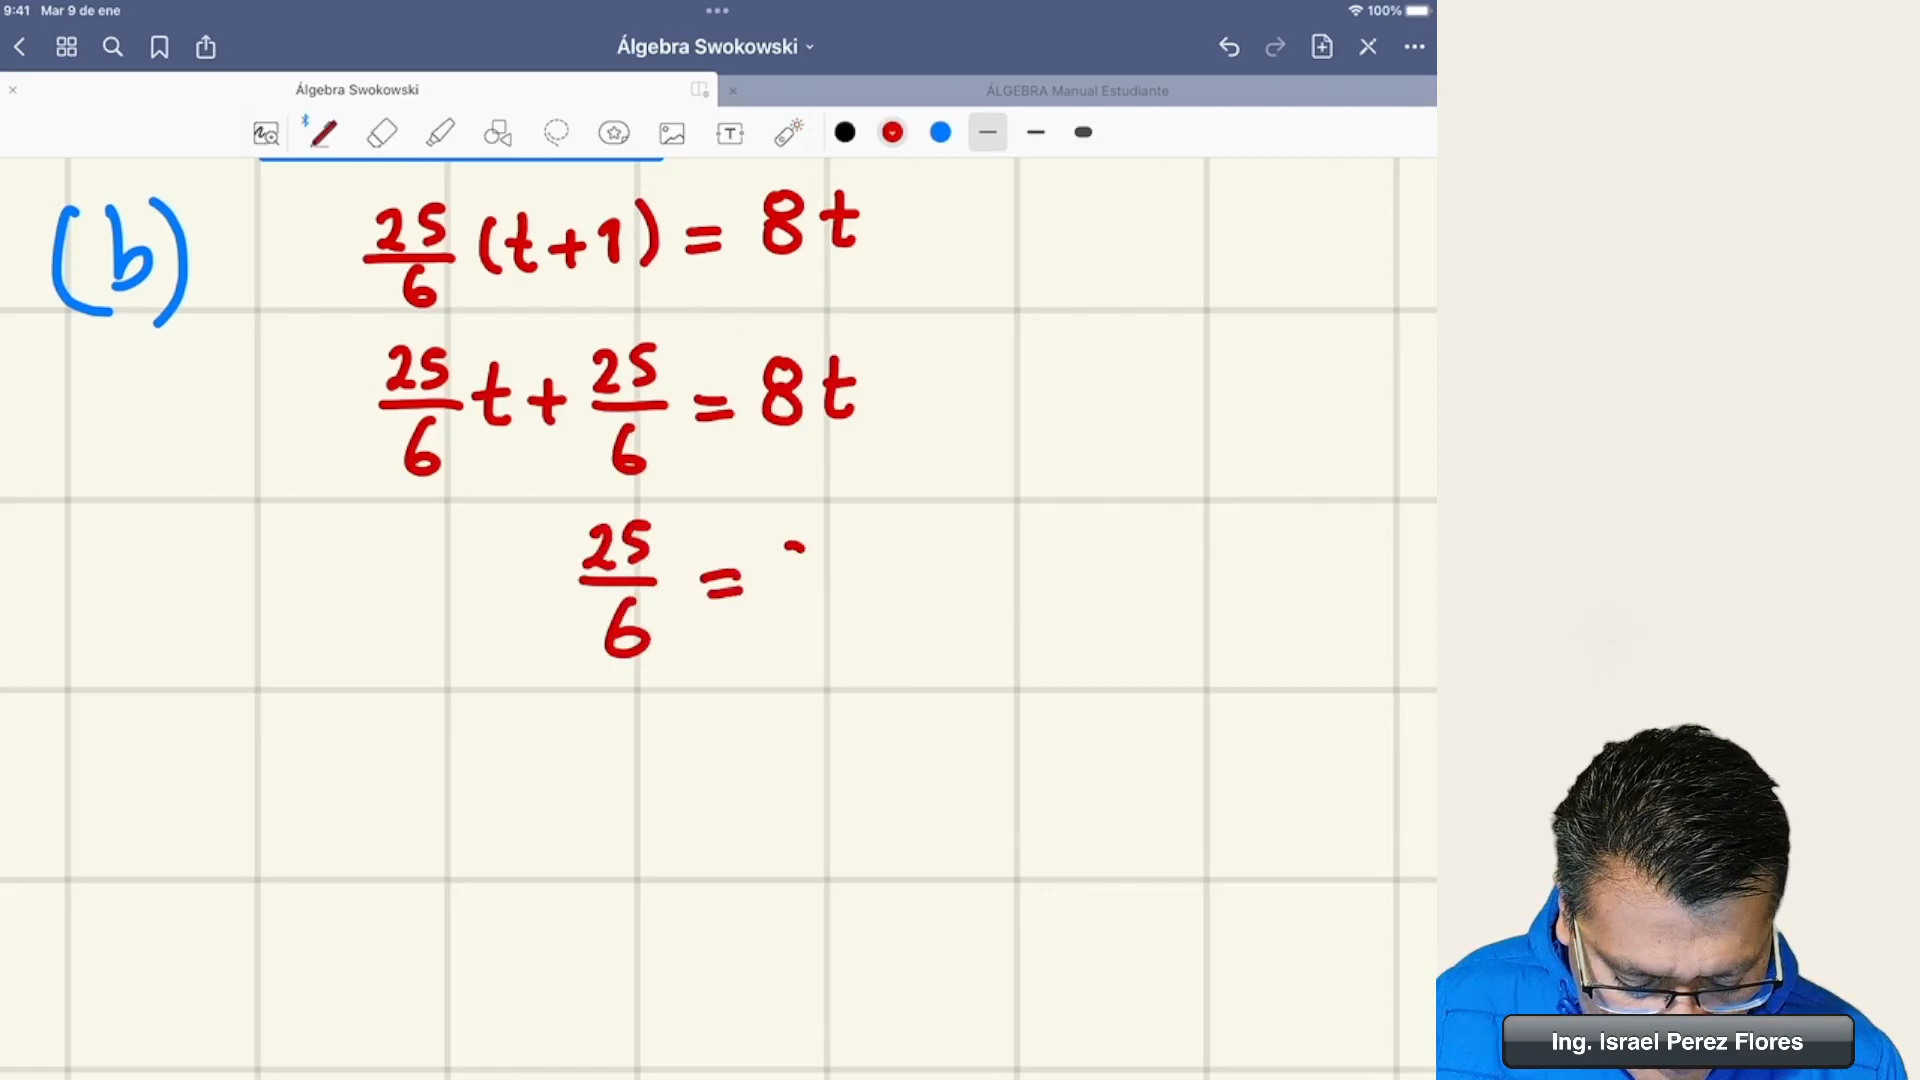 9:41 Mar 9 de ene
100%
Álgebra Swokowski
Álgebra Swokowski
ÁLGEBRA Manual Estudiante
T
(b) 25/6 (t+1) = 8t
25/6 t + 25/6 = 8t
25/6 =
Ing. Israel Perez Flores